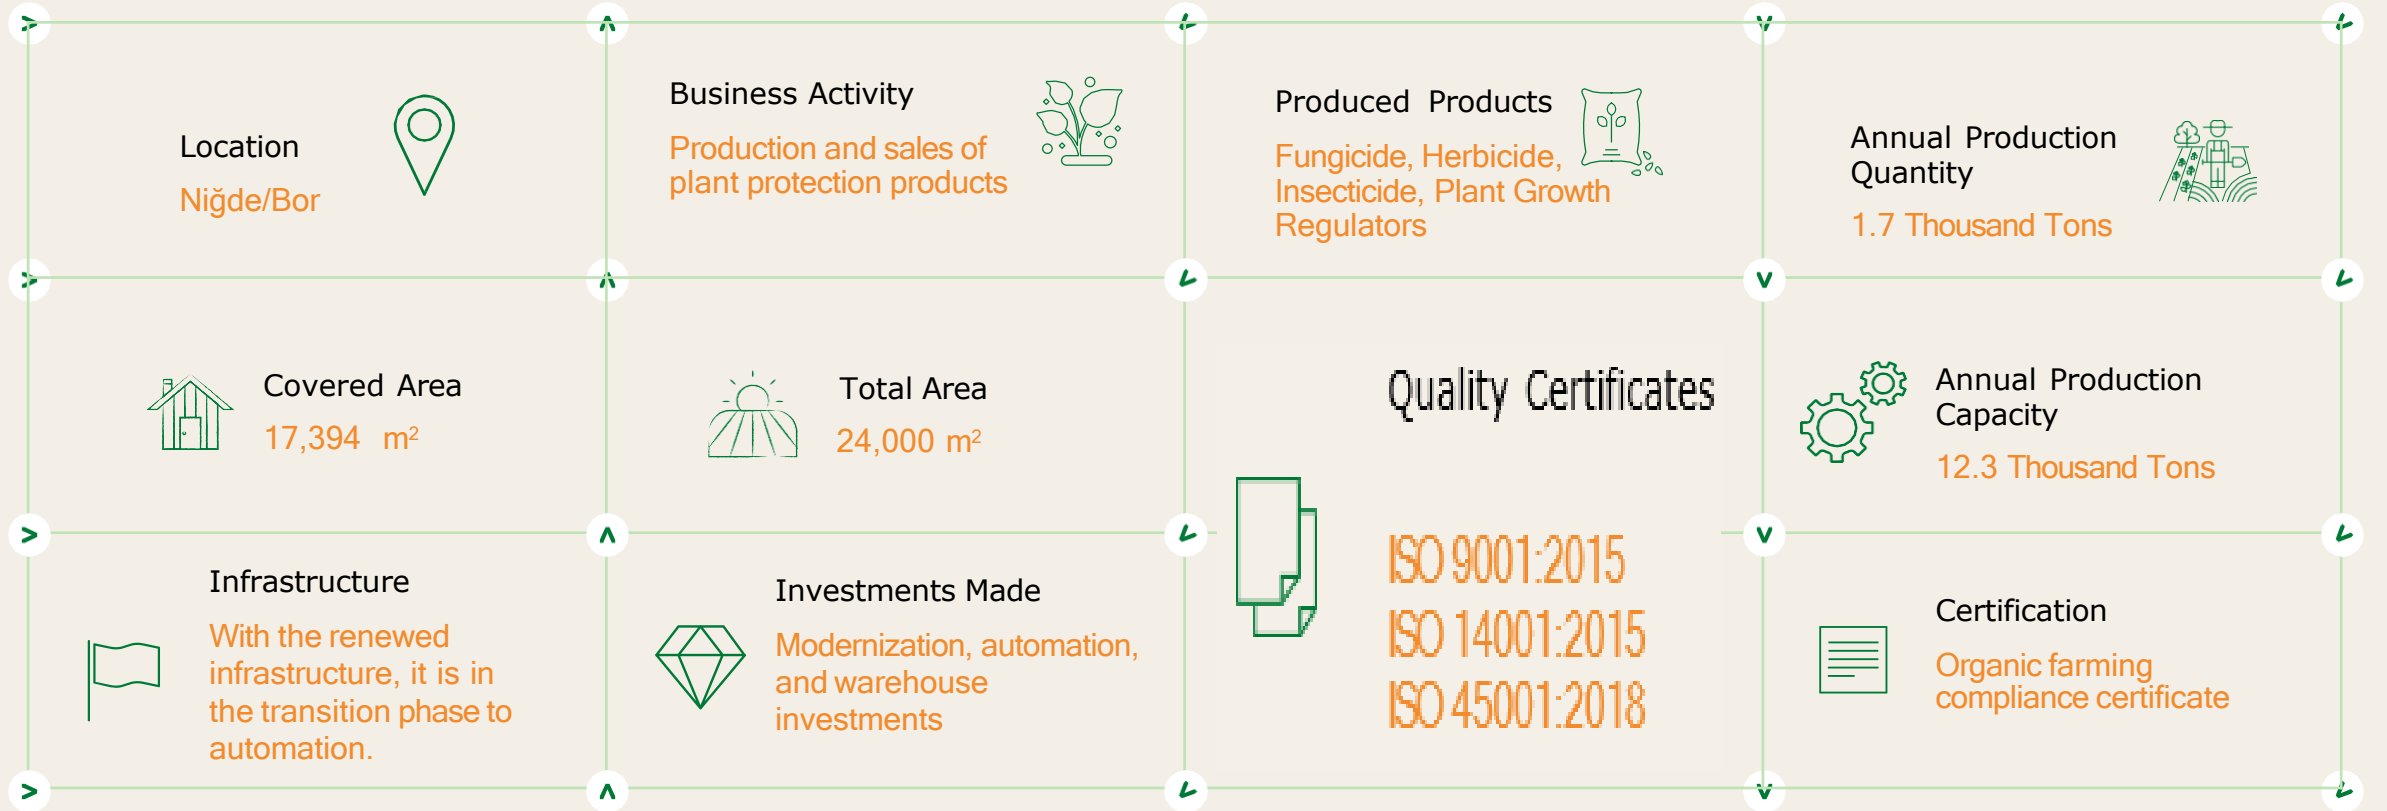 Location
Niğde/Bor
Business Activity
Production and sales of
plant protection products
Produced Products
Fungicide, Herbicide,
Insecticide, Plant Growth
Regulators
Annual Production
Quantity
1.7 Thousand Tons
Covered Area
17,394 m²
Total Area
24,000 m²
Quality Certificates
ISO 9001:2015
ISO 14001:2015
ISO 45001:2018
Annual Production
Capacity
12.3 Thousand Tons
Infrastructure
With the renewed
infrastructure, it is in
the transition phase to
automation.
Investments Made
Modernization, automation,
and warehouse
investments
Certification
Organic farming
compliance certificate